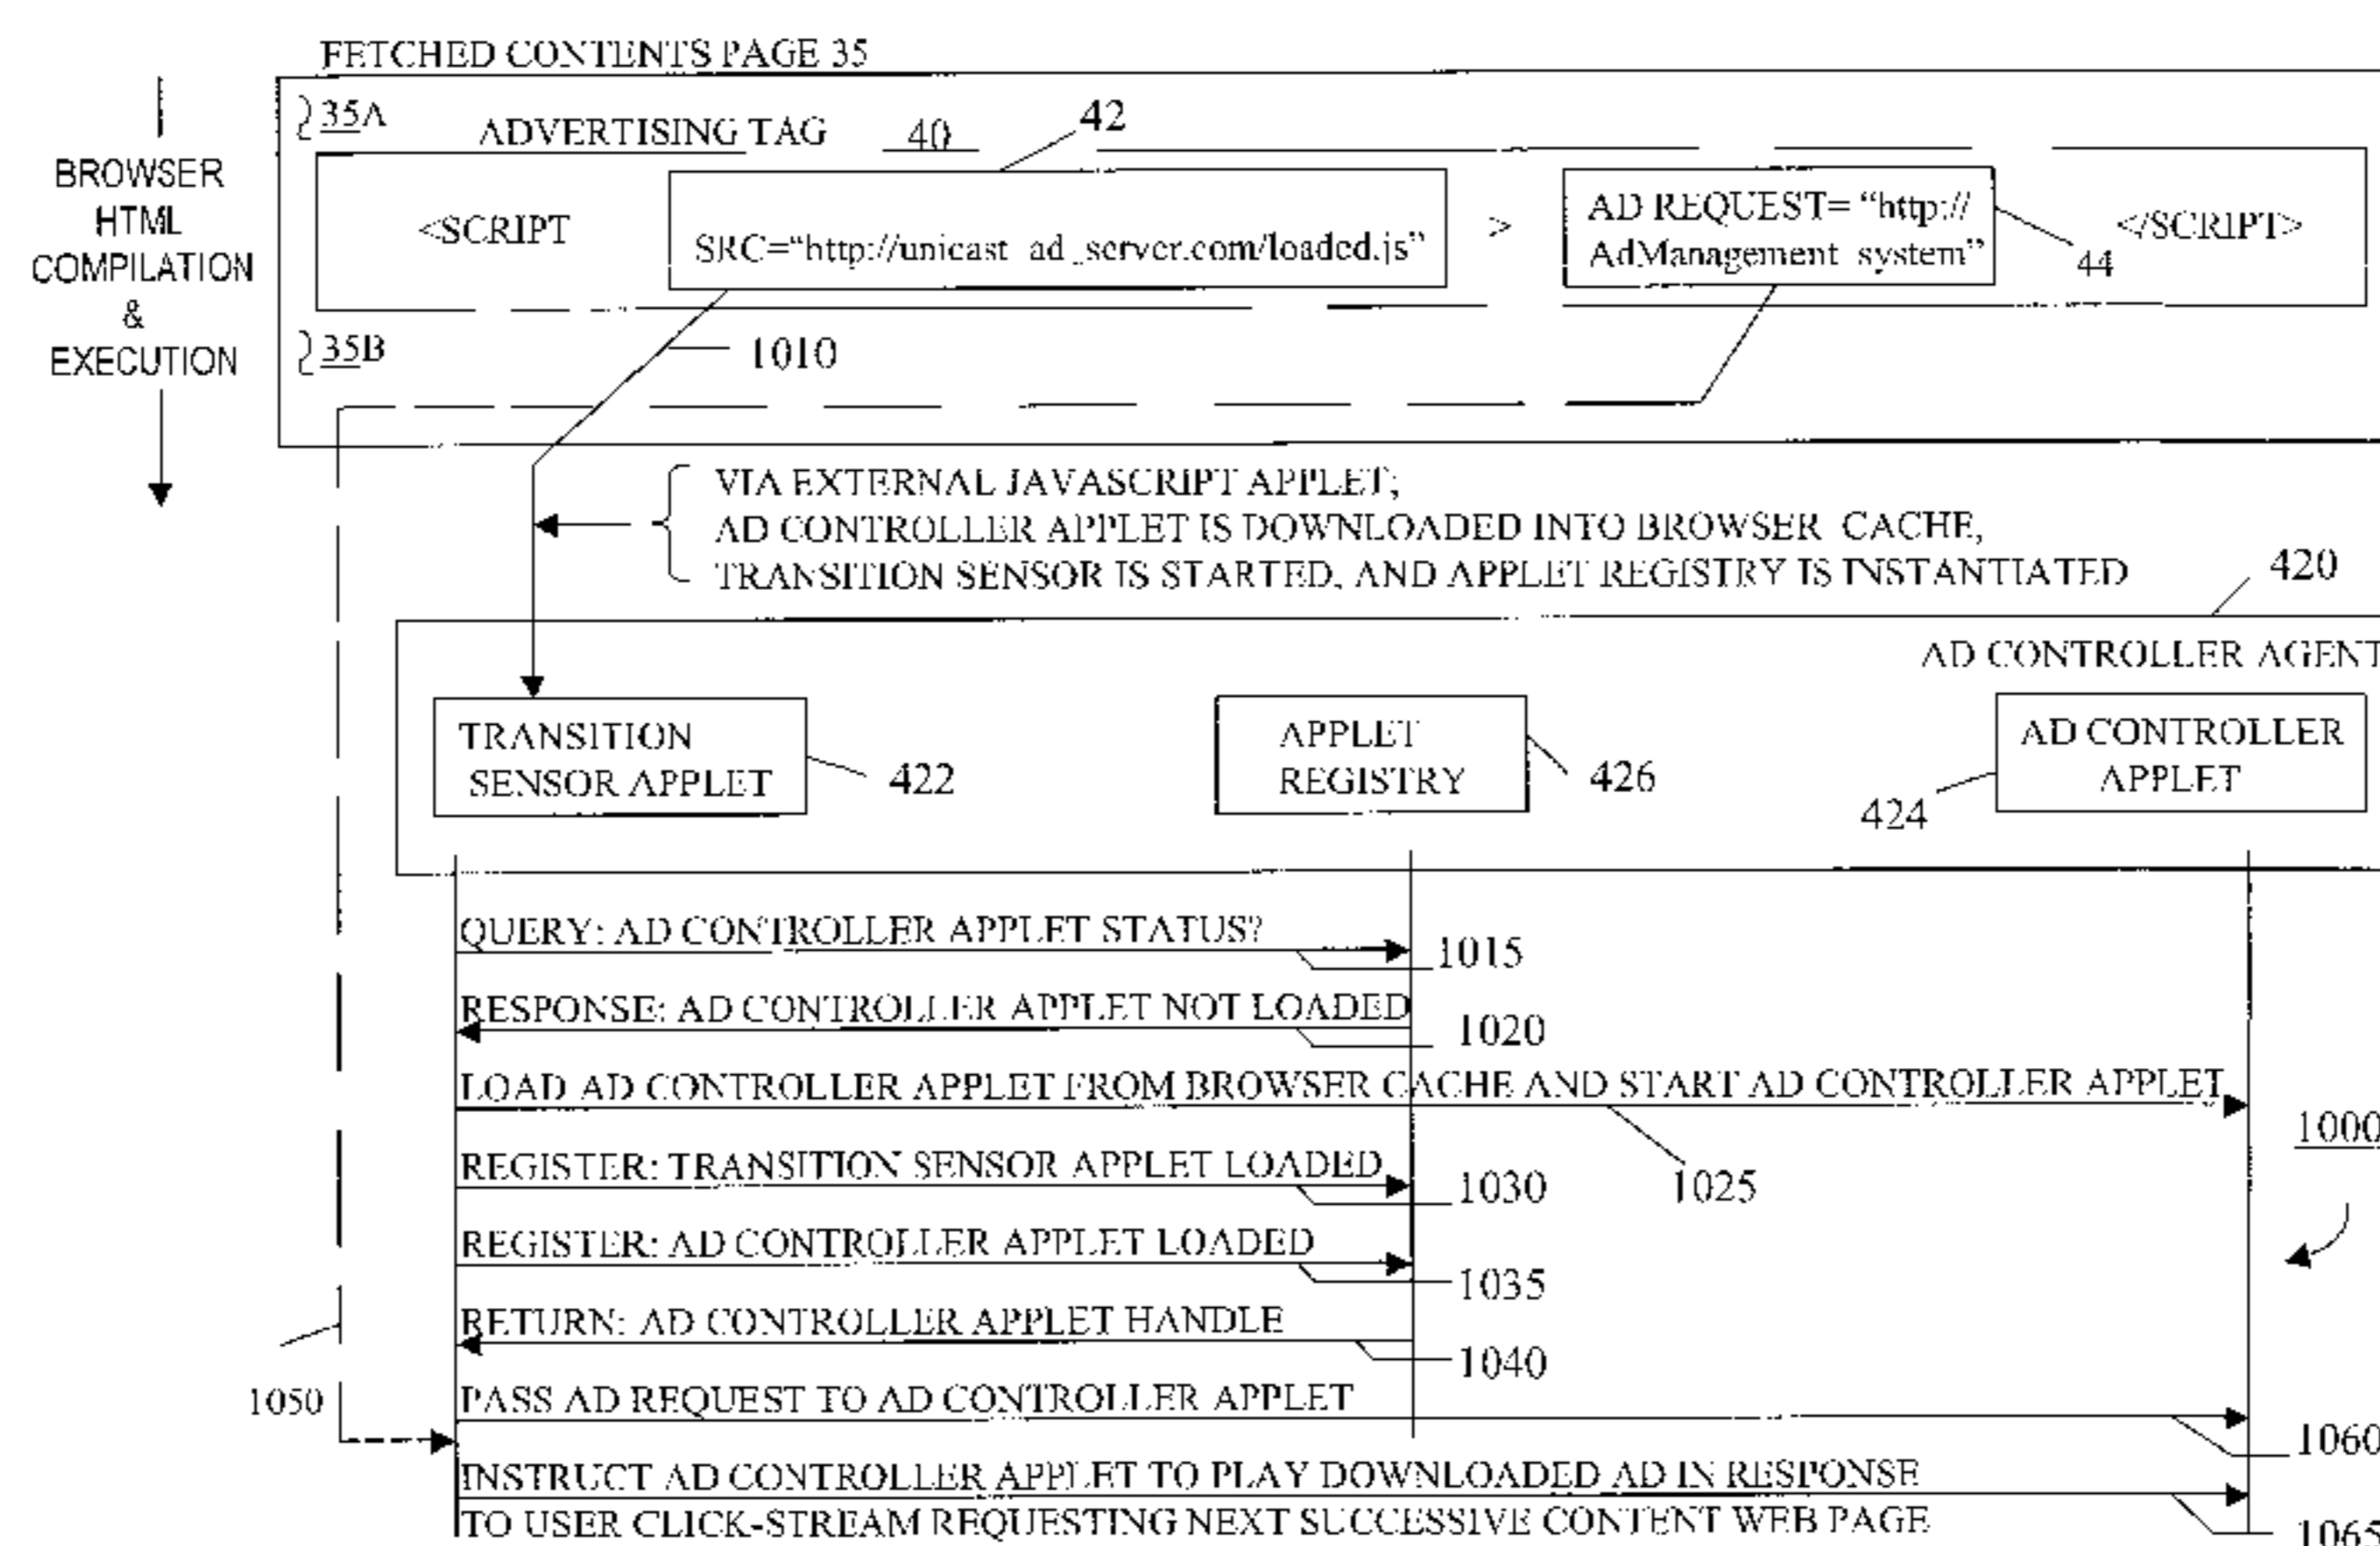 FETCHED CONTENTS PAGE 35
35A
ADVERTISING TAG 40
42
BROWSER
HTML
COMPILATION
&
EXECUTION
<SCRIPT
SRC="http://unicast_ad_server.com/loaded.js"
>
AD REQUEST= "http://
AdManagement_system"
</SCRIPT>
44
35B
1010
VIA EXTERNAL JAVASCRIPT APPLET;
AD CONTROLLER APPLET IS DOWNLOADED INTO BROWSER CACHE,
TRANSITION SENSOR IS STARTED, AND APPLET REGISTRY IS INSTANTIATED
420
AD CONTROLLER AGENT
TRANSITION
SENSOR APPLET
422
APPLET
REGISTRY
426
AD CONTROLLER
APPLET
424
QUERY: AD CONTROLLER APPLET STATUS?
1015
RESPONSE: AD CONTROLLER APPLET NOT LOADED
1020
LOAD AD CONTROLLER APPLET FROM BROWSER CACHE AND START AD CONTROLLER APPLET
1000
REGISTER: TRANSITION SENSOR APPLET LOADED
1030
1025
REGISTER: AD CONTROLLER APPLET LOADED
1035
RETURN: AD CONTROLLER APPLET HANDLE
1040
1050
PASS AD REQUEST TO AD CONTROLLER APPLET
1060
INSTRUCT AD CONTROLLER APPLET TO PLAY DOWNLOADED AD IN RESPONSE
TO USER CLICK-STREAM REQUESTING NEXT SUCCESSIVE CONTENT WEB PAGE
1065